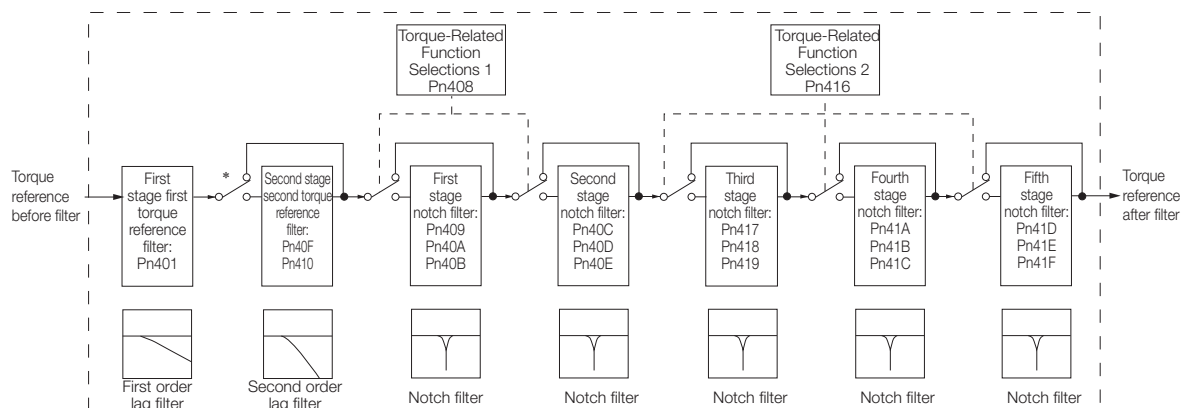 Torque-Related
Function
Selections 1
Pn408
Torque-Related
Function
Selections 2
Pn416
Torque
reference
before filter
First
stage first
torque
reference
filter:
Pn401
*
Second stage
second torque
reference
filter:
Pn40F
Pn410
First
stage
notch filter:
Pn409
Pn40A
Pn40B
Second
stage
notch filter:
Pn40C
Pn40D
Pn40E
Third
stage
notch filter:
Pn417
Pn418
Pn419
Fourth
stage
notch filter:
Pn41A
Pn41B
Pn41C
Fifth
stage
notch filter:
Pn41D
Pn41E
Pn41F
Torque
reference
after filter
First order
lag filter
Second order
lag filter
Notch filter
Notch filter
Notch filter
Notch filter
Notch filter